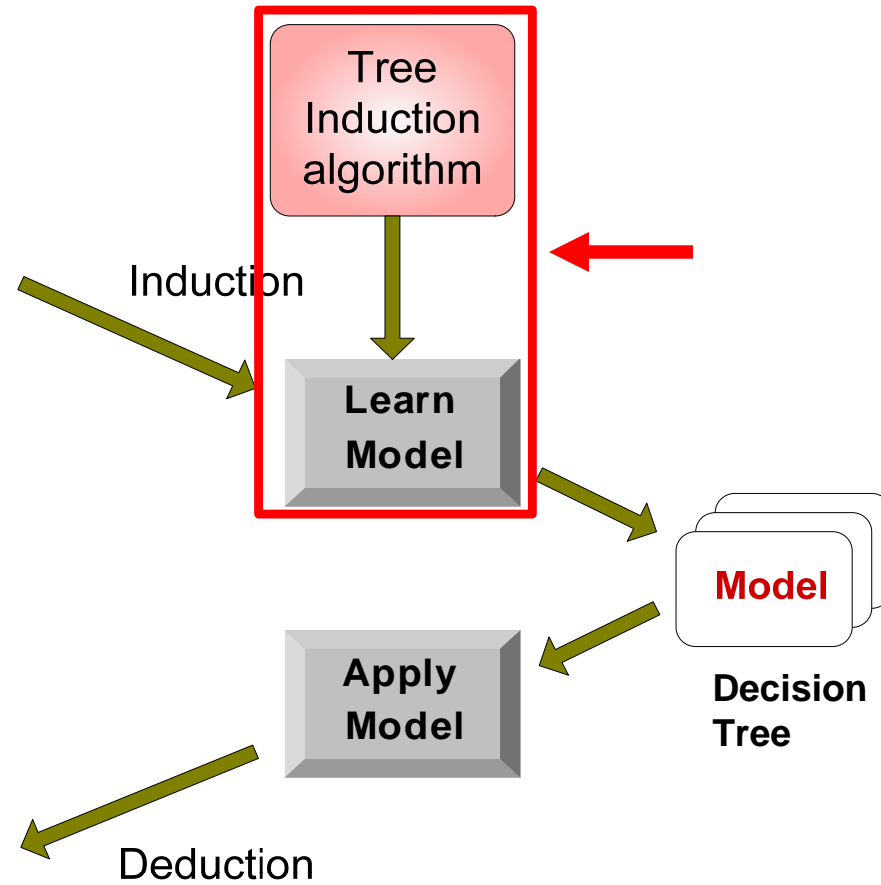 Tree
Induction
algorithm
Induction
Learn
Model
Model
Apply
Model
Decision
Tree
Deduction